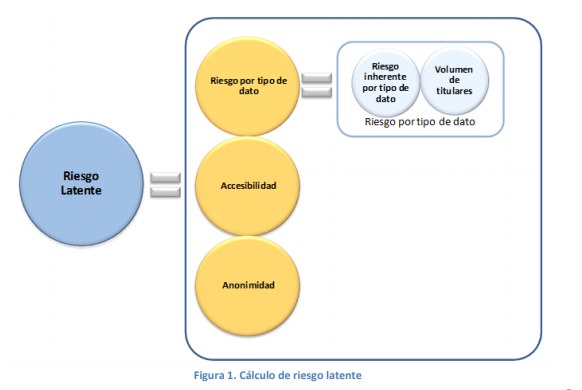 Riesgo
Latente
Riesgo por tipo de
dato
Accesibilidad
Anonimidad
Riesgo
inherente
por tipo de
dato
Volumen
de
titulares
Riesgo por tipo de dato
Figura 1. Cálculo de riesgo latente